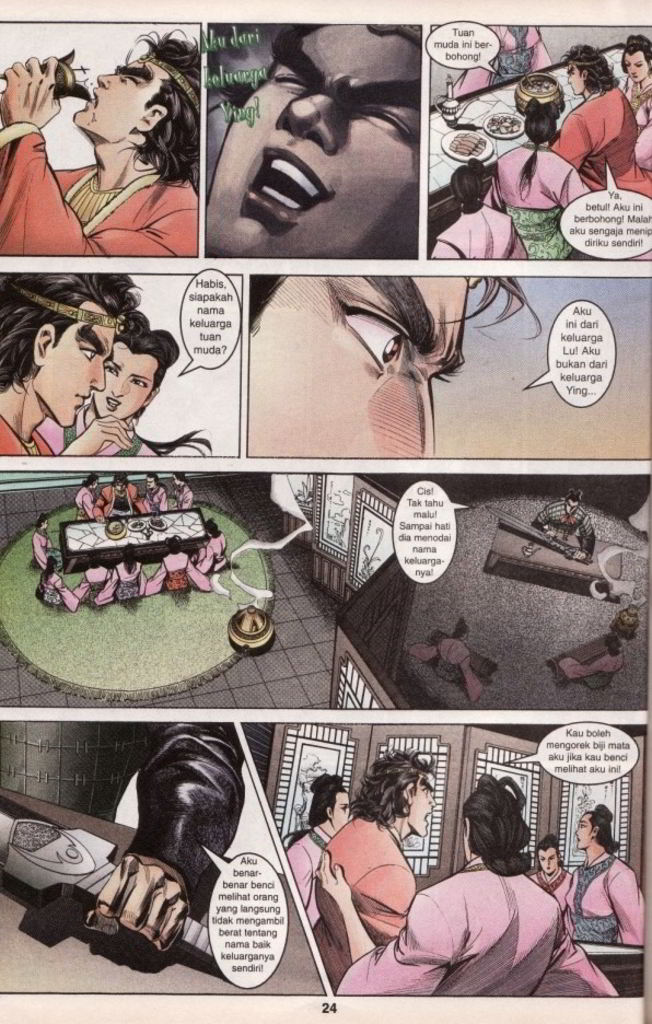 Aku dari
keluarga
Ying!
Tuan
muda ini ber-
bohong!
Ya,
betul! Aku ini
berbohong! Malah
aku sengaja menip
diriku sendiri!
Habis,
siapakah
nama
keluarga
tuan
muda?
Aku
ini dari
keluarga
Lu! Aku
bukan dari
keluarga
Ying...
Cis!
Tak tahu
malu!
Sampai hati
dia menodai
nama
keluarga-
nya!
Aku
benar-
benar benci
melihat orang
yang langsung
tidak mengambil
berat tentang
nama baik
keluarganya
sendiri!
Kau boleh
mengorek biji mata
aku jika kau benci
melihat aku ini!
24